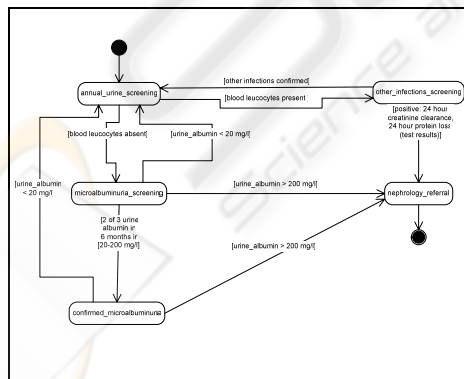 annual_urine_screening
[other infections confirmed]
other_infections_screening
[blood leucocytes present
[positive: 24 hour
creatinine clearance,
24 hour protein loss
(test results)]
[blood leucocytes absent]
[urine_albumin < 20 mg/l]
[urine_albumin
< 20 mg/l]
microalbuminuria_screening
[urine_albumin > 200 mg/l]
nephrology_referral
[2 of 3 urine
albumin in
6 months in
[20-200 mg/l]
[urine_albumin > 200 mg/l]
confirmed_microalbuminuria
Science a